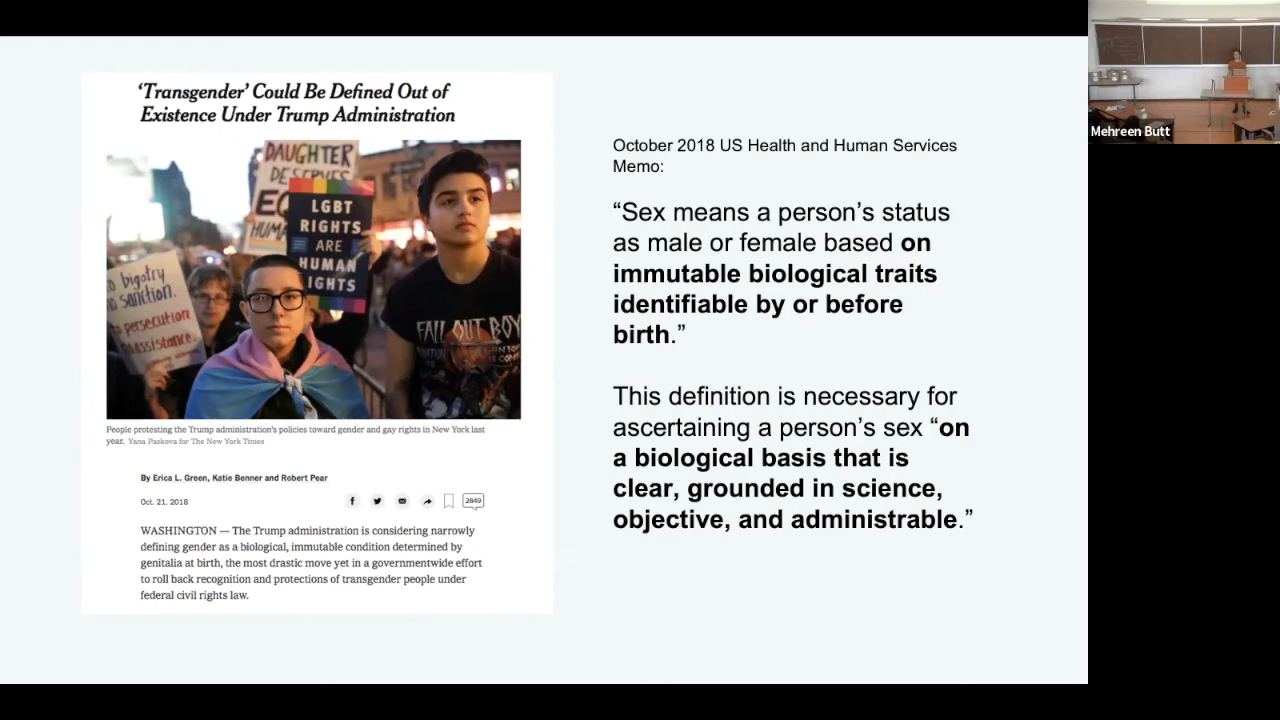 ‘Transgender’ Could Be Defined Out of
Existence Under Trump Administration
DAUGHTER
DESERVES
EQ
HUMA
LGBT
RIGHTS
ARE
HUMAN
RIGHTS
bigotry
sanction.
persecution
assistance.
FALL OUT BOY
People protesting the Trump administration's policies toward gender and gay rights in New York last
year. Yana Paskova for The New York Times
By Erica L. Green, Katie Benner and Robert Pear
Oct. 21, 2018
2849
WASHINGTON — The Trump administration is considering narrowly
defining gender as a biological, immutable condition determined by
genitalia at birth, the most drastic move yet in a governmentwide effort
to roll back recognition and protections of transgender people under
federal civil rights law.
October 2018 US Health and Human Services
Memo:
“Sex means a person’s status
as male or female based on
immutable biological traits
identifiable by or before
birth.”
This definition is necessary for
ascertaining a person’s sex “on
a biological basis that is
clear, grounded in science,
objective, and administrable.”
Mehreen Butt